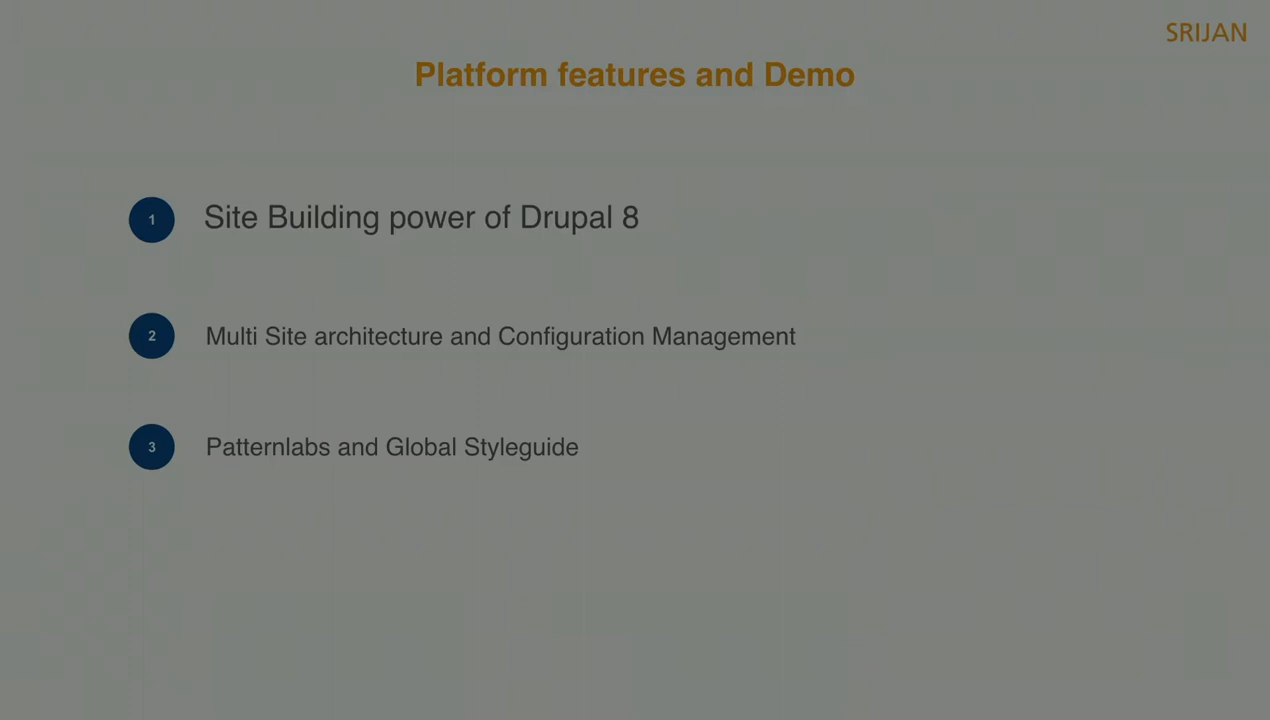 SRIJAN
Platform features and Demo
1 Site Building power of Drupal 8
2 Multi Site architecture and Configuration Management
3 Patternlabs and Global Styleguide